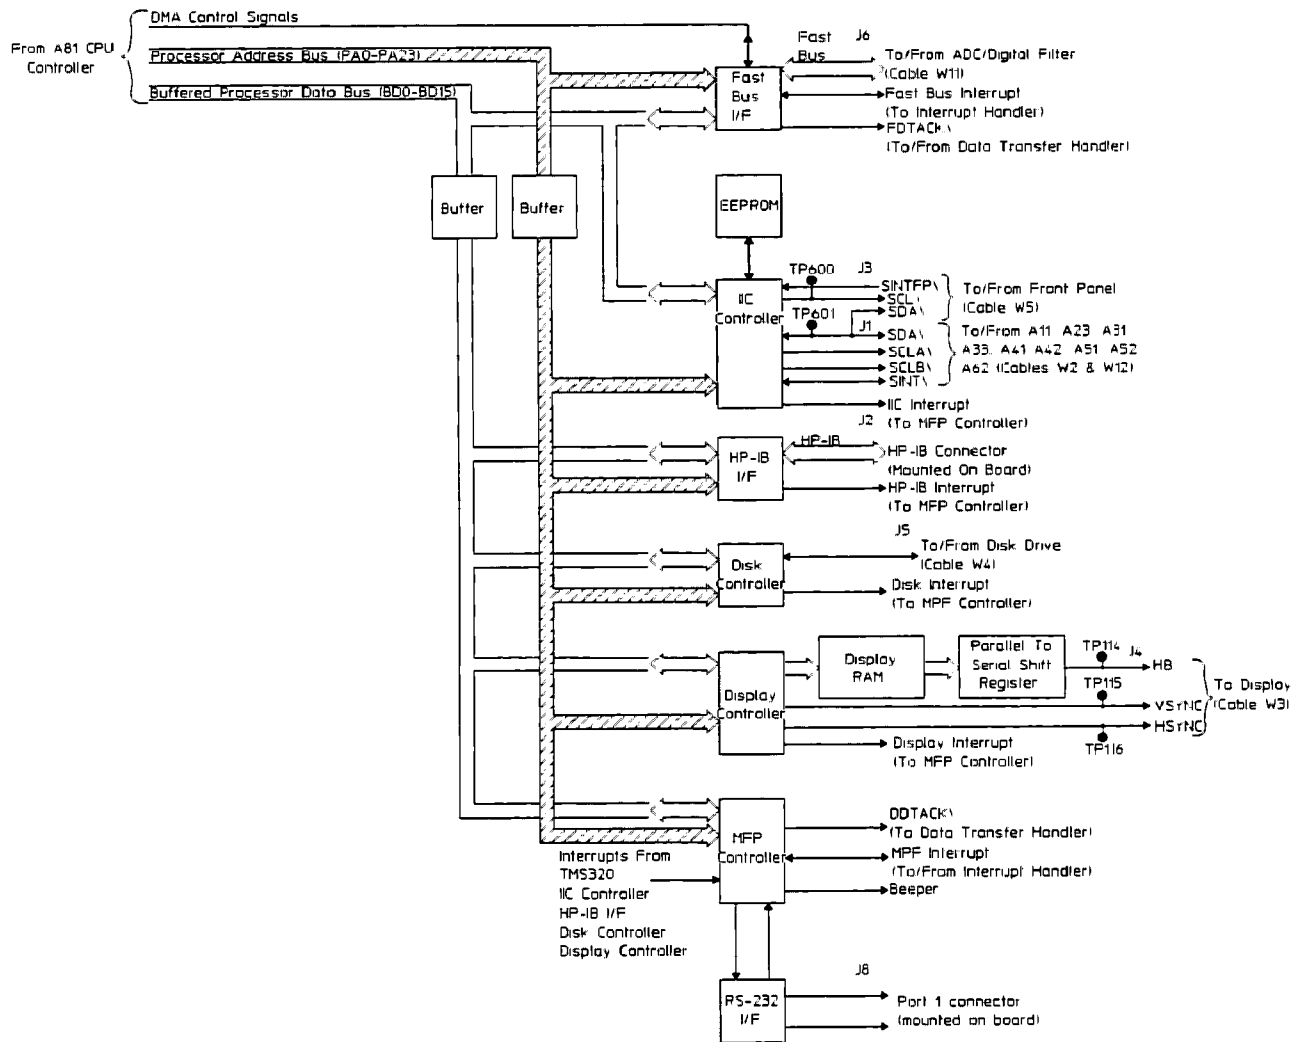 DMA Control Signals
From A81 CPU
Controller
Processor Address Bus (PA0-PA23)
Buffered Processor Data Bus (BD0-BD15)
Fast
Bus
J6
To/From ADC/Digital Filter
(Cable W11)
Fast
Bus
I/F
Fast Bus Interrupt
(To Interrupt Handler)
FDTACK\
(To/From Data Transfer Handler)
Buffer
Buffer
EEPROM
TP600
J3
SINTFP\
SCL\
SDA\
To/From Front Panel
(Cable W5)
IIC
Controller
TP601
J1
SDA\
SCLA\
SCLB\
SINT\
To/From A11 A23 A31
A33, A41 A42 A51 A52
A62 (Cables W2 & W12)
IIC Interrupt
(To MFP Controller)
J2
HP-IB
HP-IB
I/F
HP-IB Connector
(Mounted On Board)
HP-IB Interrupt
(To MFP Controller)
J5
To/From Disk Drive
(Cable W4)
Disk
Controller
Disk Interrupt
(To MPF Controller)
Display
RAM
Parallel To
Serial Shift
Register
TP114
J4
HB
Display
Controller
TP115
VSYNC
HSYNC
To Display
(Cable W3)
TP116
Display Interrupt
(To MFP Controller)
MFP
Controller
DDTACK\
(To Data Transfer Handler)
MPF Interrupt
(To/From Interrupt Handler)
Beeper
Interrupts From
TMS320
IIC Controller
HP-IB I/F
Disk Controller
Display Controller
J8
RS-232
I/F
Port 1 connector
(mounted on board)